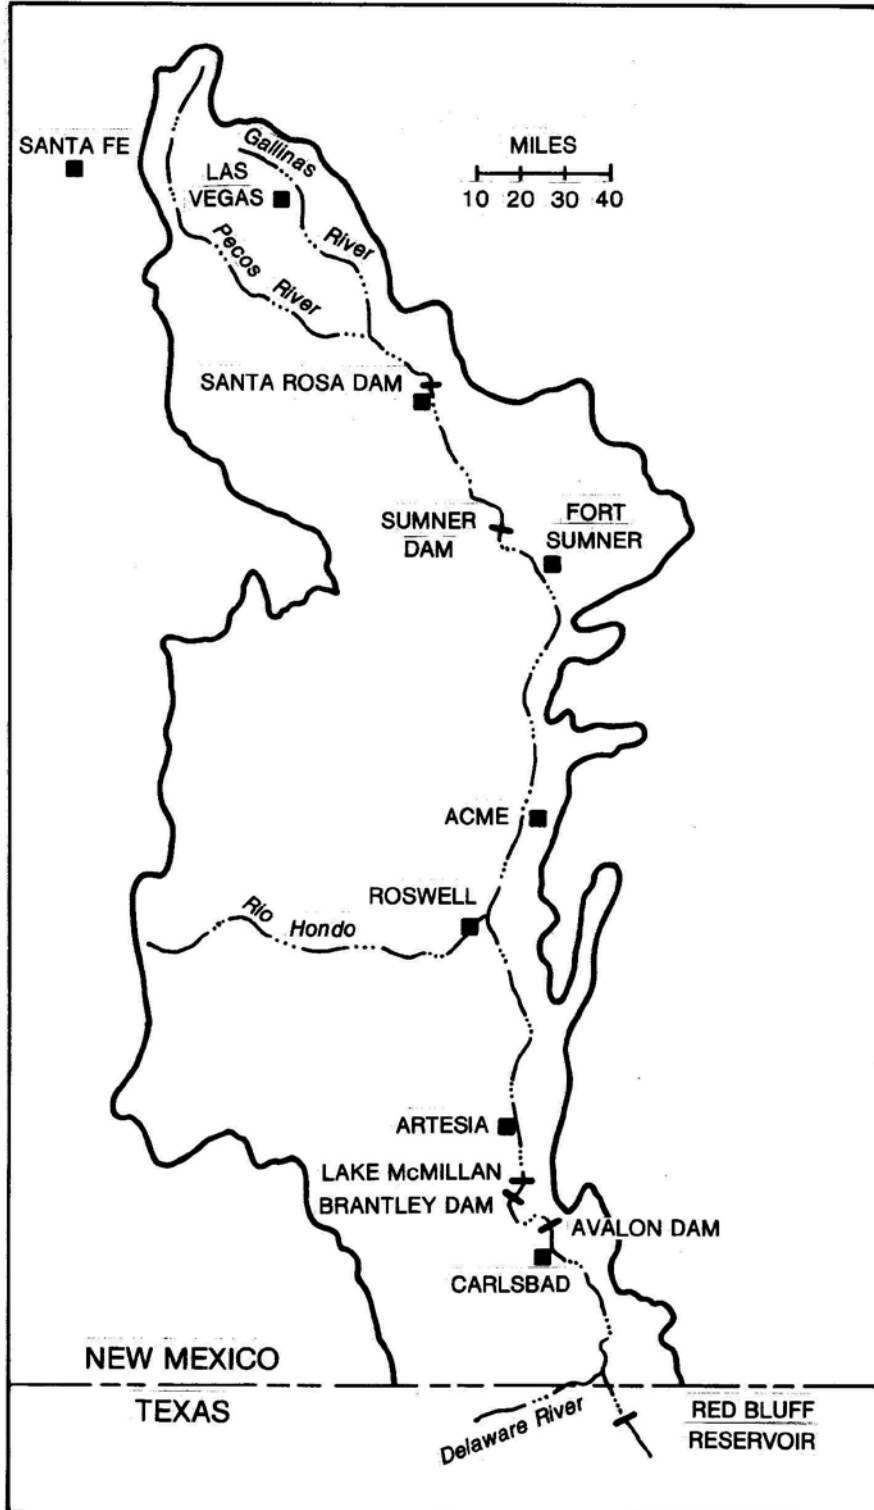 SANTA FE
Gallinas
MILES
10 20 30 40
LAS
VEGAS
River
Pecos
River
SANTA ROSA DAM
SUMNER
DAM
FORT
SUMNER
ACME
ROSWELL
Rio
Hondo
ARTESIA
LAKE McMILLAN
BRANTLEY DAM
AVALON DAM
CARLSBAD
NEW MEXICO
TEXAS
Delaware River
RED BLUFF
RESERVOIR